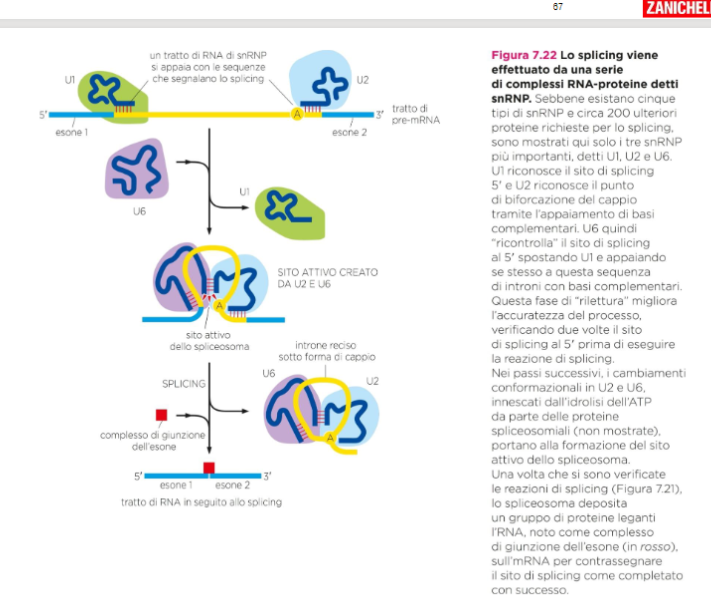 67
ZANICHEL
un tratto di RNA di snRNP
si appaia con le sequenze
che segnalano lo splicing
U1
U2
5′
A
3′
tratto di
pre-mRNA
esone 1
esone 2
U6
U1
SITO ATTIVO CREATO
DA U2 E U6
A
sito attivo
dello spliceosoma
introne reciso
sotto forma di cappio
SPLICING
U6
U2
A
complesso di giunzione
dell'esone
5′
3′
esone 1
esone 2
tratto di RNA in seguito allo splicing
Figura 7.22 Lo splicing viene
effettuato da una serie
di complessi RNA-proteine detti
snRNP. Sebbene esistano cinque
tipi di snRNP e circa 200 ulteriori
proteine richieste per lo splicing,
sono mostrati qui solo i tre snRNP
più importanti, detti U1, U2 e U6.
U1 riconosce il sito di splicing
5′ e U2 riconosce il punto
di biforcazione del cappio
tramite l'appaiamento di basi
complementari. U6 quindi
"ricontrolla" il sito di splicing
al 5′ spostando U1 e appaiando
se stesso a questa sequenza
di introni con basi complementari.
Questa fase di "rilettura" migliora
l'accuratezza del processo,
verificando due volte il sito
di splicing al 5′ prima di eseguire
la reazione di splicing.
Nei passi successivi, i cambiamenti
conformazionali in U2 e U6,
innescati dall'idrolisi dell'ATP
da parte delle proteine
spliceosomiali (non mostrate),
portano alla formazione del sito
attivo dello spliceosoma.
Una volta che si sono verificate
le reazioni di splicing (Figura 7.21),
lo spliceosoma deposita
un gruppo di proteine leganti
l'RNA, noto come complesso
di giunzione dell'esone (in rosso),
sull'mRNA per contrassegnare
il sito di splicing come completato
con successo.